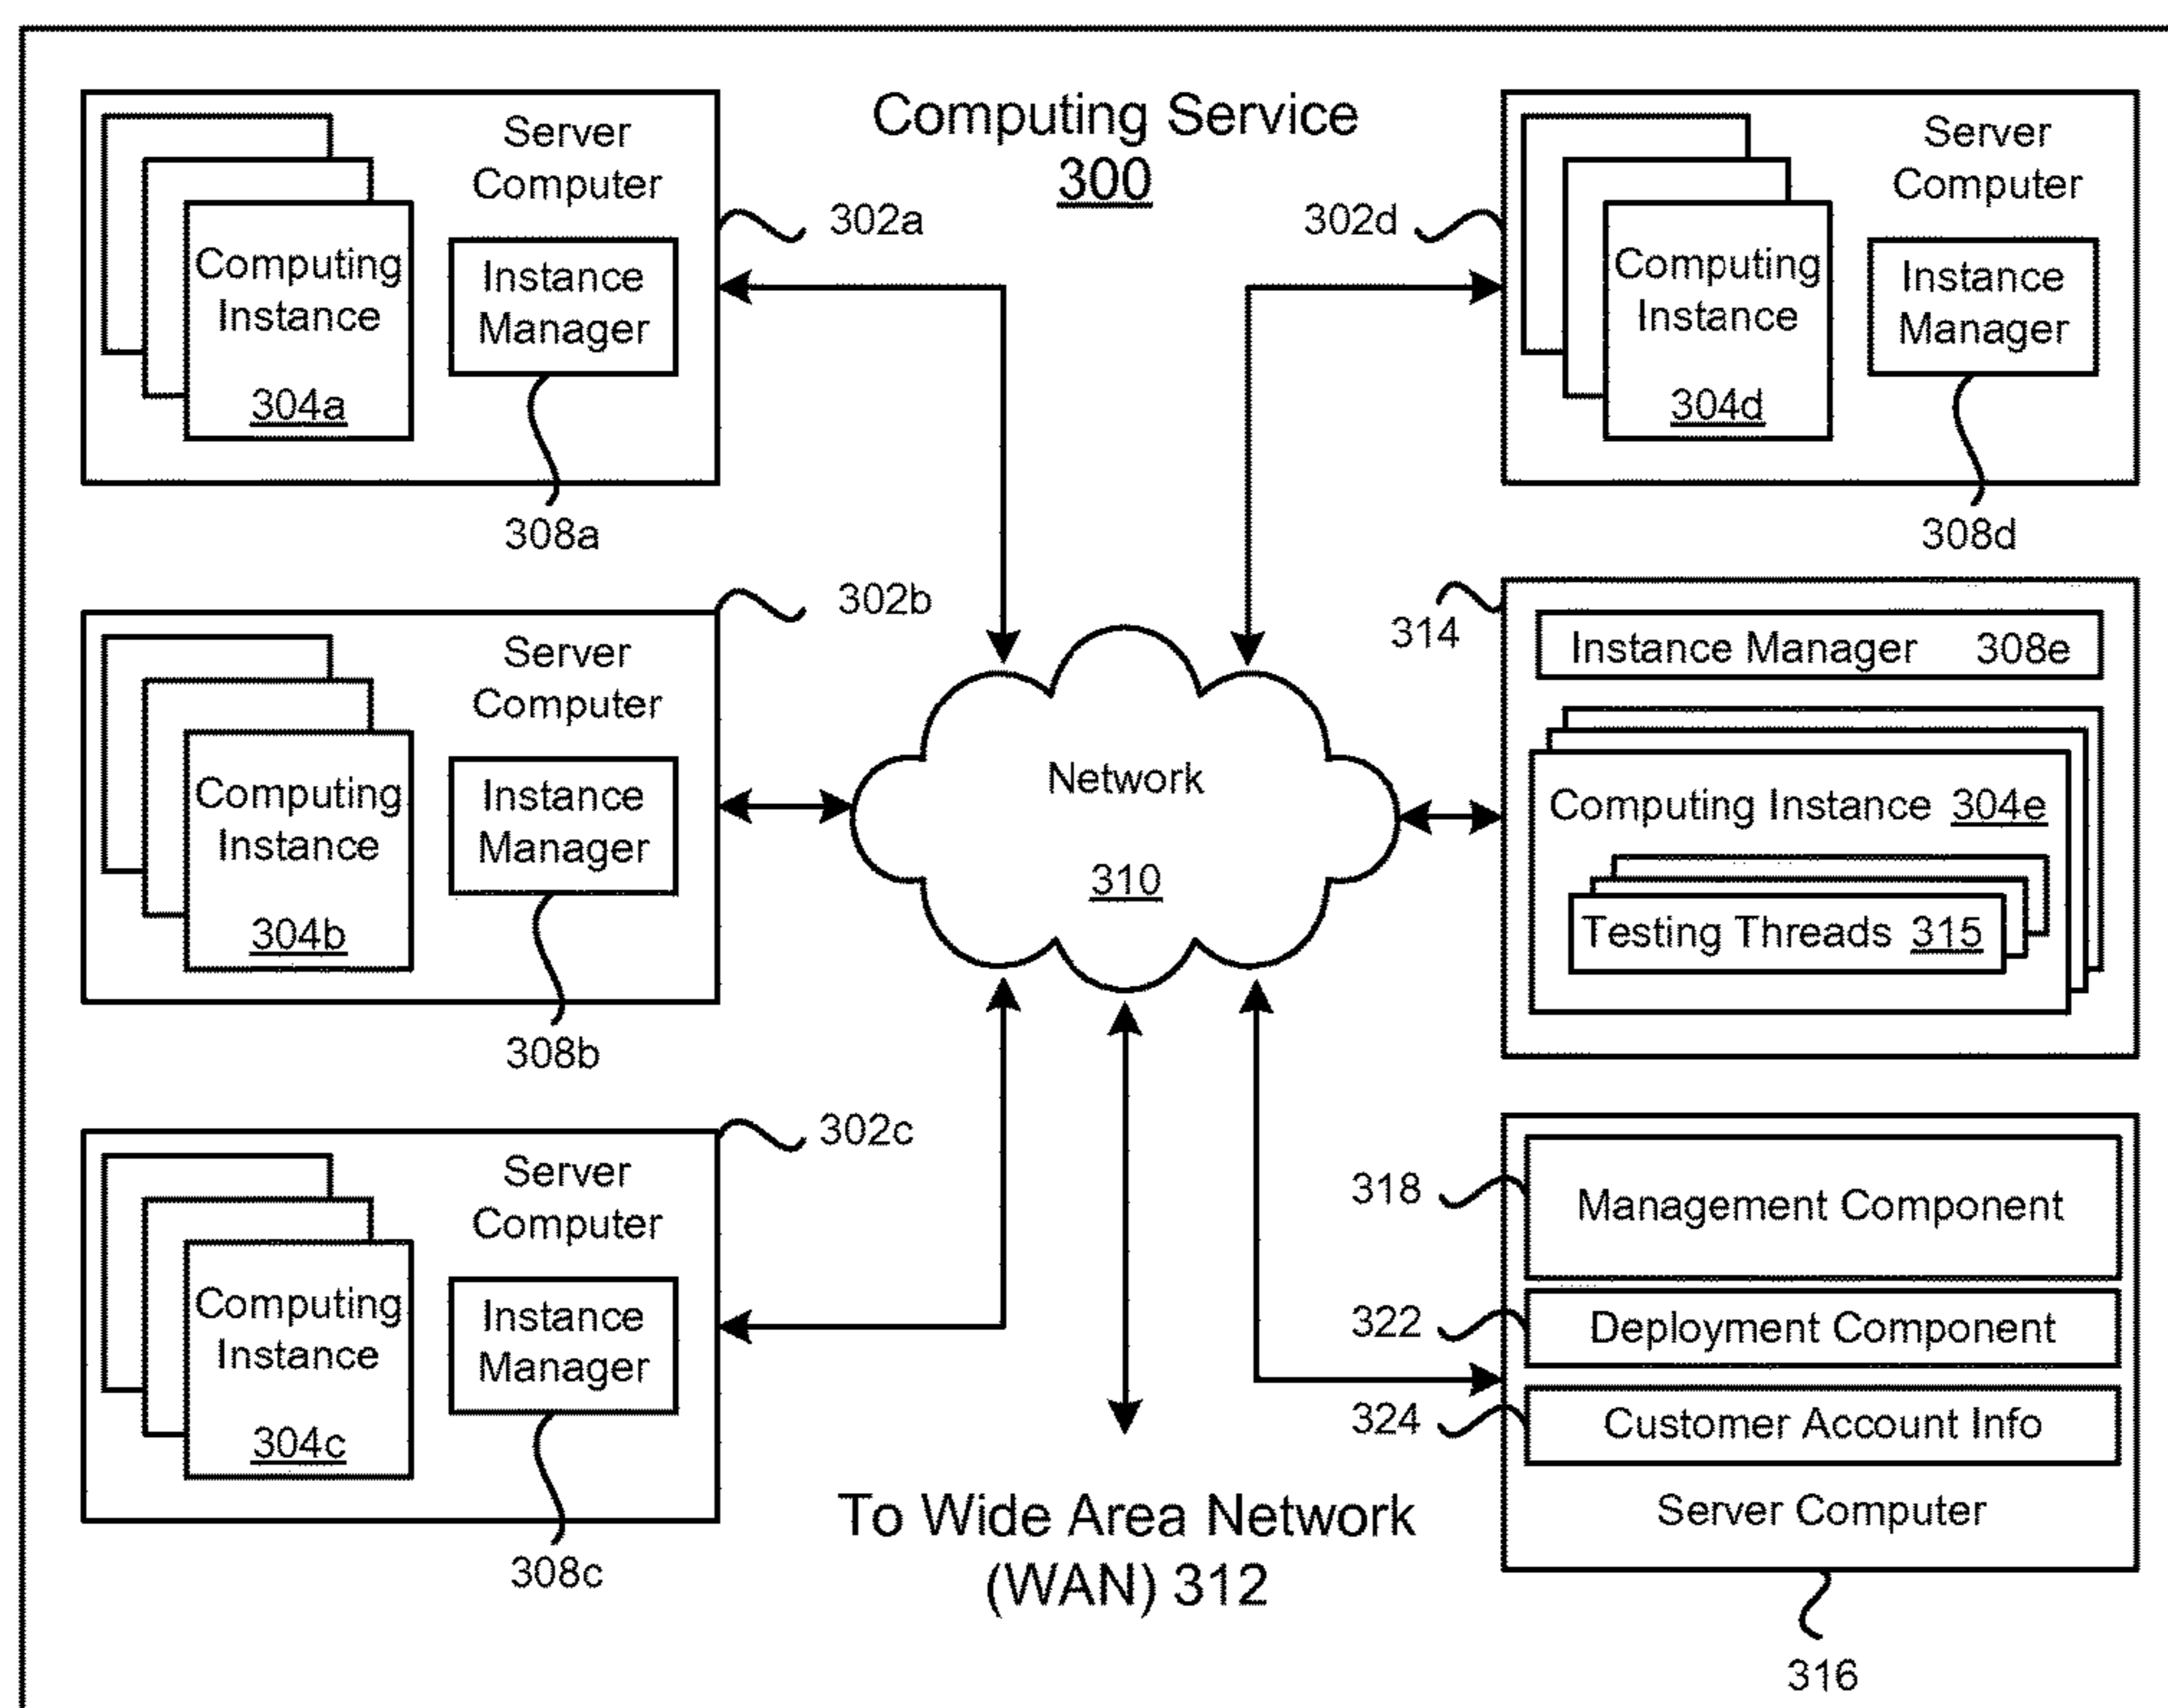 Computing Service
300
Server
Computer
302a
Computing
Instance
304a
Instance
Manager
308a
302d
Server
Computer
Computing
Instance
304d
Instance
Manager
308d
302b
Server
Computer
Computing
Instance
304b
Instance
Manager
308b
Network
310
314
Instance Manager 308e
Computing Instance 304e
Testing Threads 315
302c
Server
Computer
Computing
Instance
304c
Instance
Manager
308c
318
Management Component
322
Deployment Component
324
Customer Account Info
Server Computer
316
To Wide Area Network
(WAN) 312